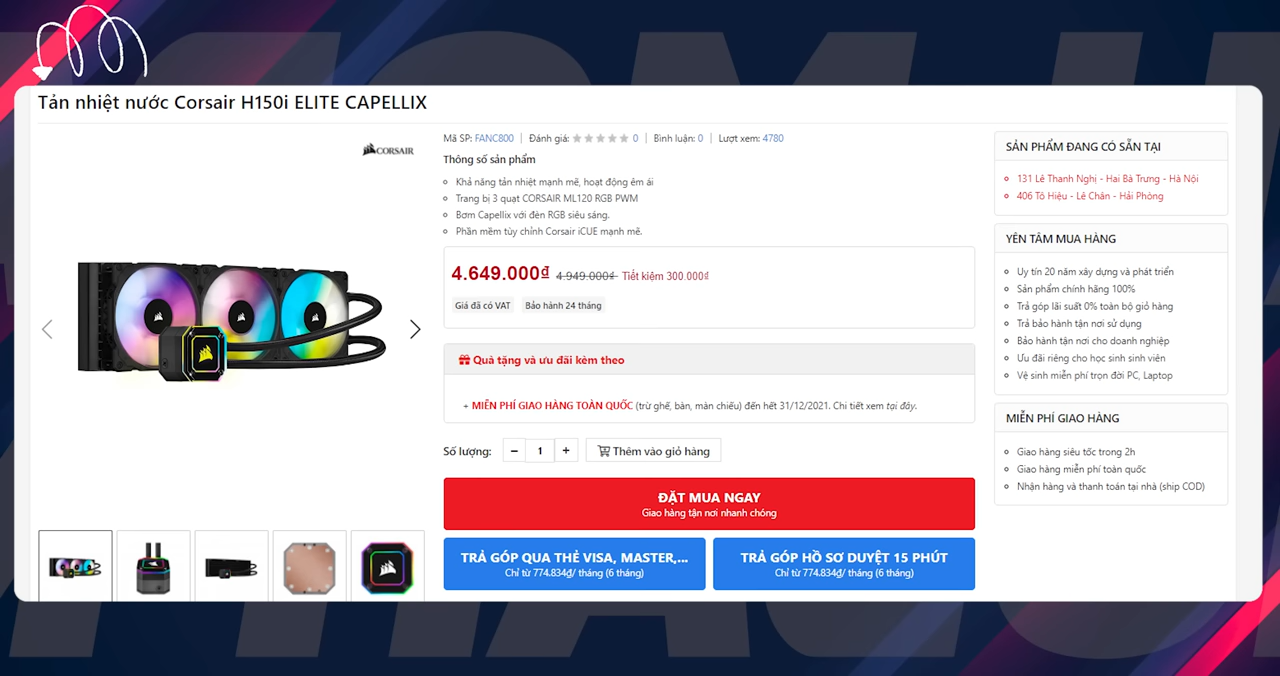 Tản nhiệt nước Corsair H150i ELITE CAPELLIX
CORSAIR
Mã SP: FANC800 | Đánh giá: 0 | Bình luận: 0 | Lượt xem: 4780
Thông số sản phẩm
Khả năng tản nhiệt mạnh mẽ, hoạt động êm ái
Trang bị 3 quạt CORSAIR ML120 RGB PWM
Bơm Capellix với đèn RGB siêu sáng.
Phần mềm tùy chỉnh Corsair iCUE mạnh mẽ.
4.649.000₫ 4.949.000₫ Tiết kiệm 300.000₫
Giá đã có VAT Bảo hành 24 tháng
Quà tặng và ưu đãi kèm theo
+ MIỄN PHÍ GIAO HÀNG TOÀN QUỐC (trừ ghế, bàn, màn chiếu) đến hết 31/12/2021. Chi tiết xem tại đây.
Số lượng: − 1 + Thêm vào giỏ hàng
ĐẶT MUA NGAY
Giao hàng tận nơi nhanh chóng
TRẢ GÓP QUA THẺ VISA, MASTER,...
Chỉ từ 774.834₫/ tháng (6 tháng)
TRẢ GÓP HỒ SƠ DUYỆT 15 PHÚT
Chỉ từ 774.834₫/ tháng (6 tháng)
SẢN PHẨM ĐANG CÓ SẴN TẠI
131 Lê Thanh Nghị - Hai Bà Trưng - Hà Nội
406 Tô Hiệu - Lê Chân - Hải Phòng
YÊN TÂM MUA HÀNG
Uy tín 20 năm xây dựng và phát triển
Sản phẩm chính hãng 100%
Trả góp lãi suất 0% toàn bộ giỏ hàng
Trả bảo hành tận nơi sử dụng
Bảo hành tận nơi cho doanh nghiệp
Ưu đãi riêng cho học sinh sinh viên
Vệ sinh miễn phí trọn đời PC, Laptop
MIỄN PHÍ GIAO HÀNG
Giao hàng siêu tốc trong 2h
Giao hàng miễn phí toàn quốc
Nhận hàng và thanh toán tại nhà (ship COD)